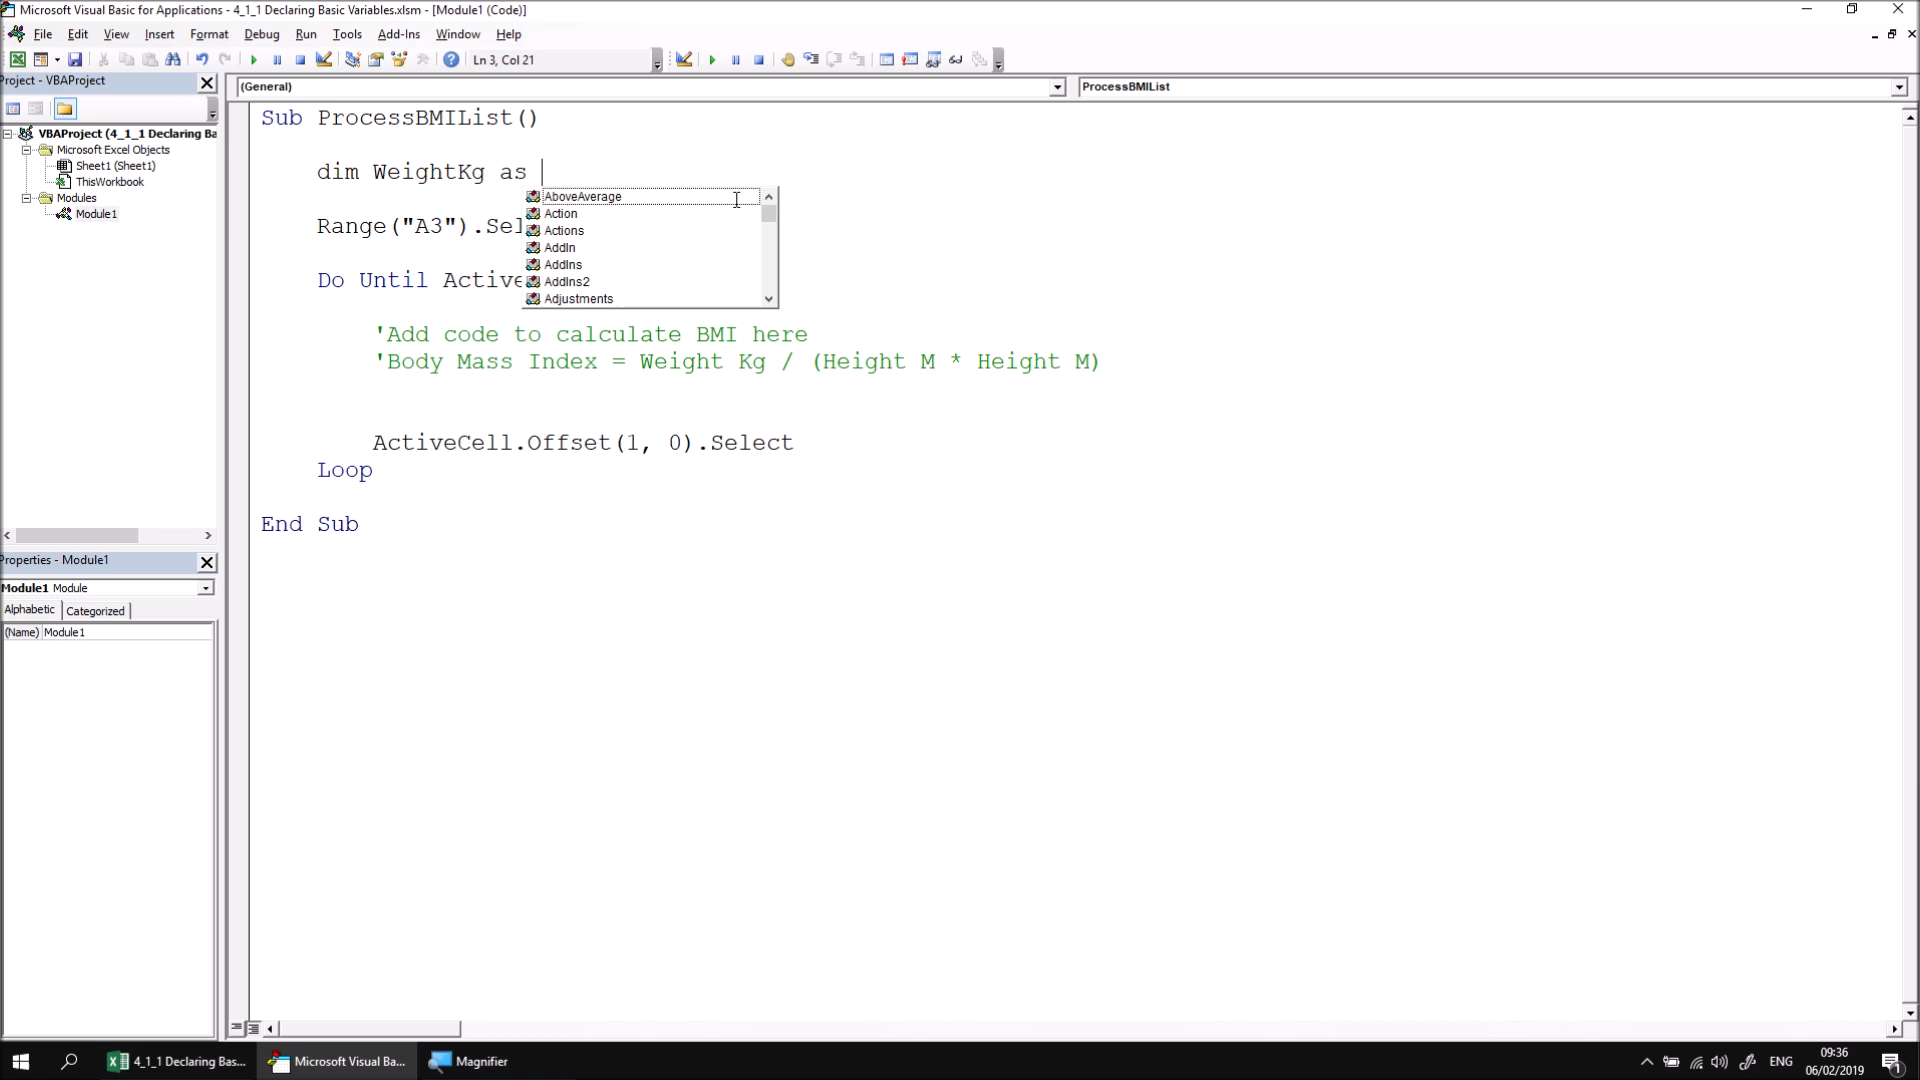 Microsoft Visual Basic for Applications - 4_1_1 Declaring Basic Variables.xlsm - [Module1 (Code)]
File Edit View Insert Format Debug Run Tools Add-Ins Window Help
Ln 3, Col 21
Project - VBAProject
(General)
ProcessBMIList
VBAProject (4_1_1 Declaring Ba
Microsoft Excel Objects
Sheet1 (Sheet1)
ThisWorkbook
Modules
Module1
Sub ProcessBMIList()
dim WeightKg as
AboveAverage
Action
Actions
AddIn
AddIns
AddIns2
Adjustments
Range("A3").Sel
Do Until Active
'Add code to calculate BMI here
'Body Mass Index = Weight Kg / (Height M * Height M)
ActiveCell.Offset(1, 0).Select
Loop
End Sub
Properties - Module1
Module1 Module
Alphabetic Categorized
(Name) Module1
4_1_1 Declaring Bas...
Microsoft Visual Ba...
Magnifier
ENG
09:36
06/02/2019
1